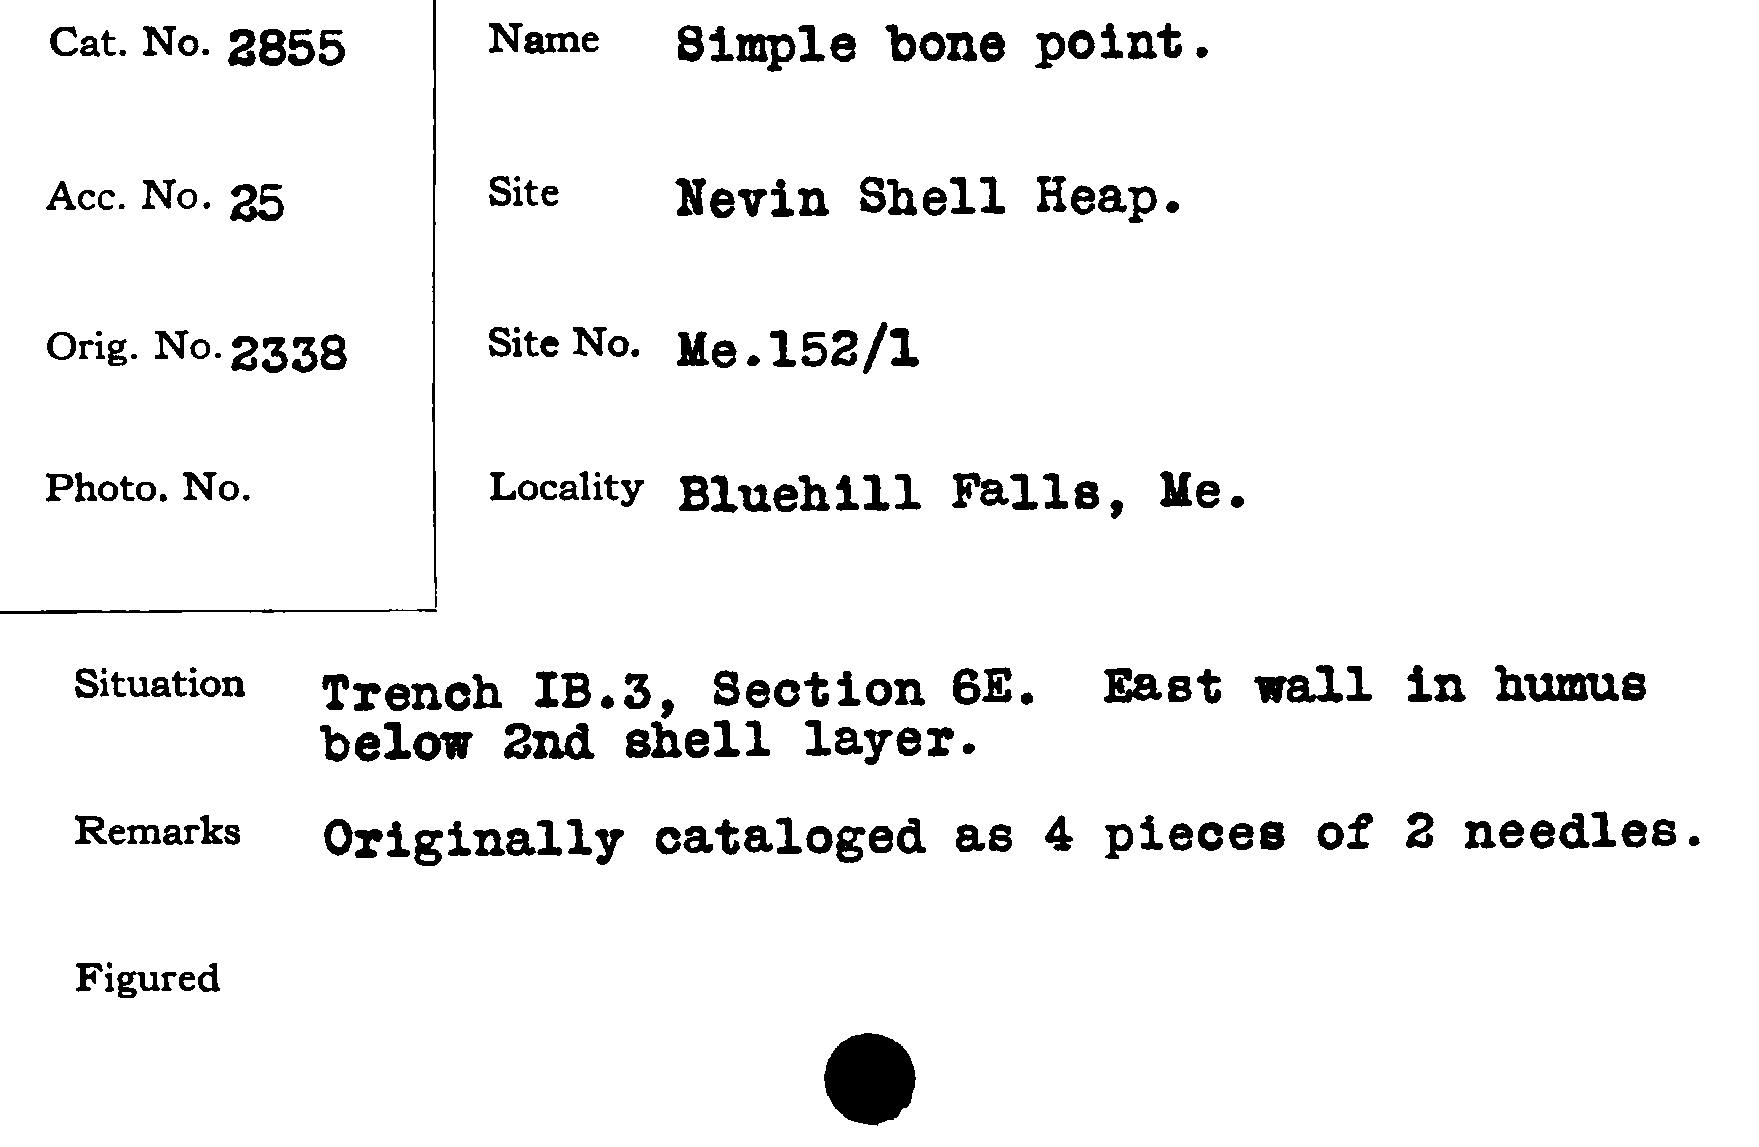 Cat. No. 2855
Name Simple bone point.
Acc. No. 25
Site Nevin Shell Heap.
Orig. No. 2338
Site No. Me.152/1
Photo. No.
Locality Bluehill Falls, Me.
Situation Trench IB.3, Section 6E. East wall in humus
below 2nd shell layer.
Remarks Originally cataloged as 4 pieces of 2 needles.
Figured